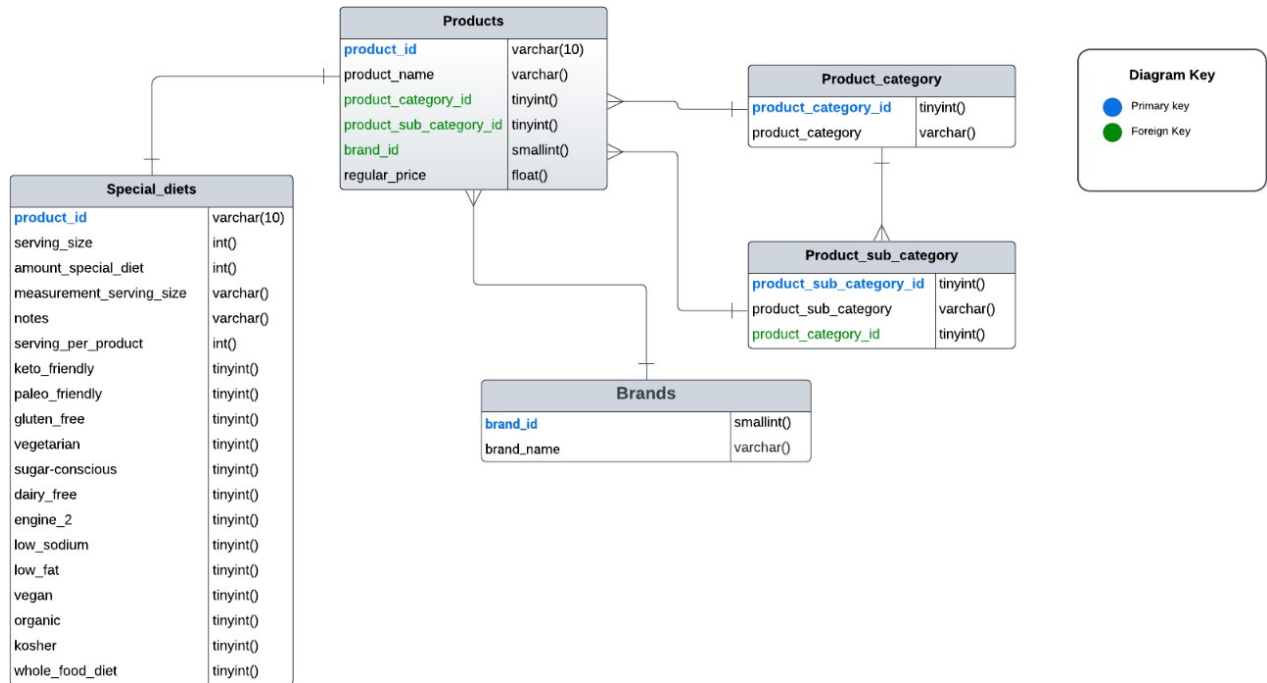 Products
product_id varchar(10)
product_name varchar()
product_category_id tinyint()
product_sub_category_id tinyint()
brand_id smallint()
regular_price float()
Product_category
product_category_id tinyint()
product_category varchar()
Diagram Key
Primary key
Foreign Key
Special_diets
product_id varchar(10)
serving_size int()
amount_special_diet int()
measurement_serving_size varchar()
notes varchar()
serving_per_product int()
keto_friendly tinyint()
paleo_friendly tinyint()
gluten_free tinyint()
vegetarian tinyint()
sugar-conscious tinyint()
dairy_free tinyint()
engine_2 tinyint()
low_sodium tinyint()
low_fat tinyint()
vegan tinyint()
organic tinyint()
kosher tinyint()
whole_food_diet tinyint()
Product_sub_category
product_sub_category_id tinyint()
product_sub_category varchar()
product_category_id tinyint()
Brands
brand_id smallint()
brand_name varchar()